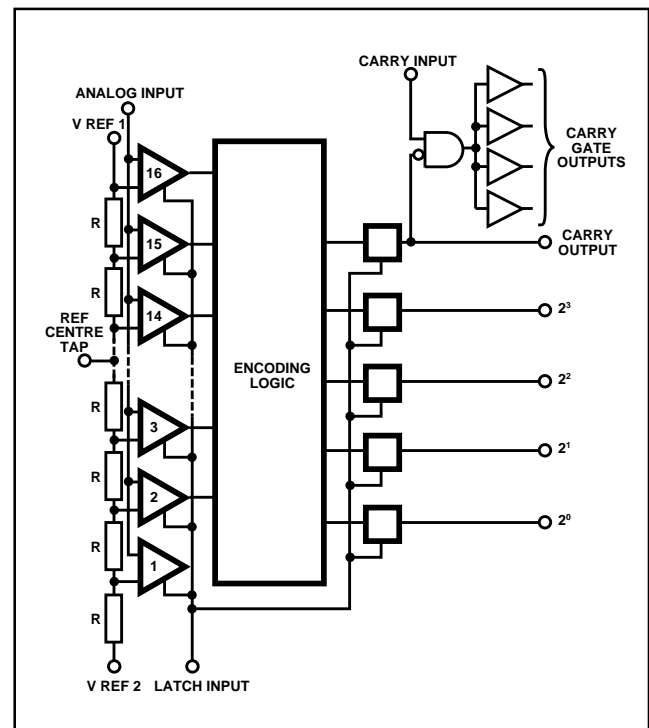 CARRY INPUT
ANALOG INPUT
V REF 1
CARRY
GATE
OUTPUTS
16
R
15
CARRY
OUTPUT
R
14
2³
REF
CENTRE
TAP
ENCODING
LOGIC
2²
R
3
2¹
R
2
2⁰
R
1
R
V REF 2
LATCH INPUT